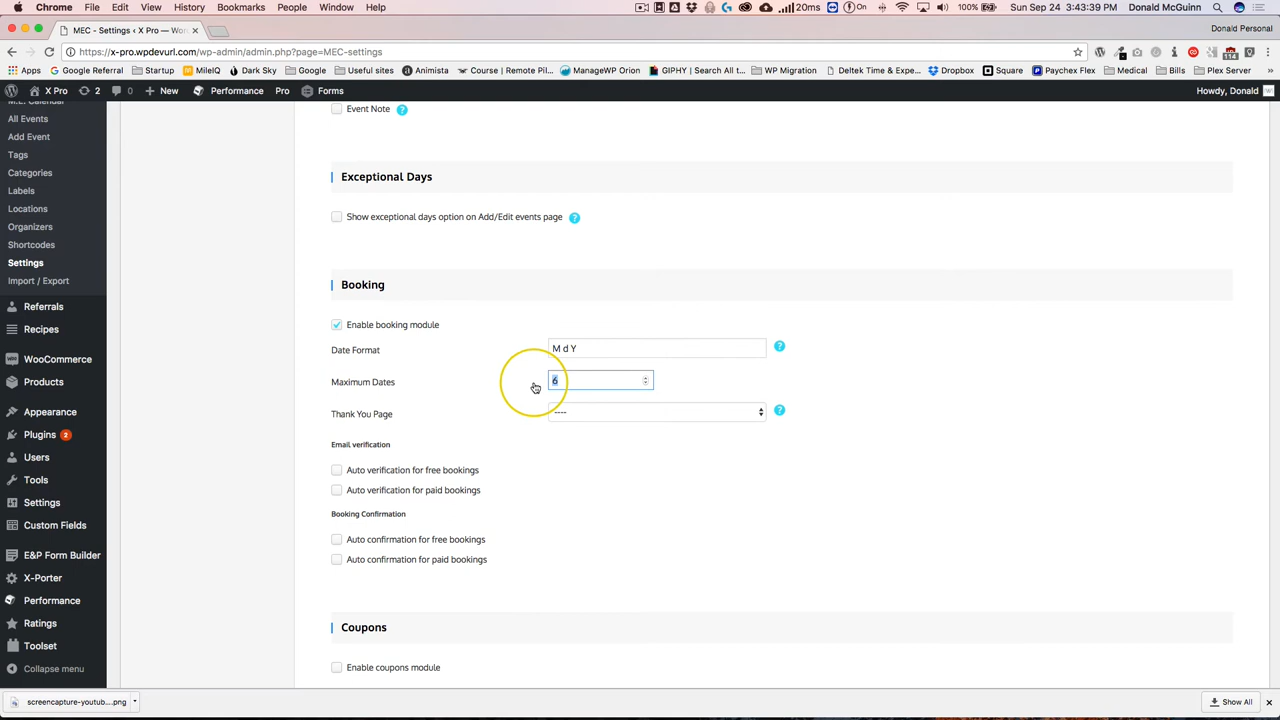 Chrome File Edit View History Bookmarks People Window Help 20ms On 100% Sun Sep 24 3:43:39 PM Donald McGuinn
MEC - Settings ‹ X Pro — Wor Donald Personal
https://x-pro.wpdevurl.com/wp-admin/admin.php?page=MEC-settings
Apps Google Referral Startup MileIQ Dark Sky Google Useful sites Animista Course | Remote Pil... ManageWP Orion GIPHY | Search All t... WP Migration Deltek Time & Expe... Dropbox Square Paychex Flex Medical Bills Plex Server
X Pro 2 0 New Performance Pro Forms Howdy, Donald
M.E. Calendar
All Events
Add Event
Tags
Categories
Labels
Locations
Organizers
Shortcodes
Settings
Import / Export
Referrals
Recipes
WooCommerce
Products
Appearance
Plugins 2
Users
Tools
Settings
Custom Fields
E&P Form Builder
X-Porter
Performance
Ratings
Toolset
Collapse menu
Event Note ?
Exceptional Days
Show exceptional days option on Add/Edit events page ?
Booking
Enable booking module
Date Format M d Y ?
Maximum Dates 6
Thank You Page ---- ?
Email verification
Auto verification for free bookings
Auto verification for paid bookings
Booking Confirmation
Auto confirmation for free bookings
Auto confirmation for paid bookings
Coupons
Enable coupons module
screencapture-youtub....png Show All